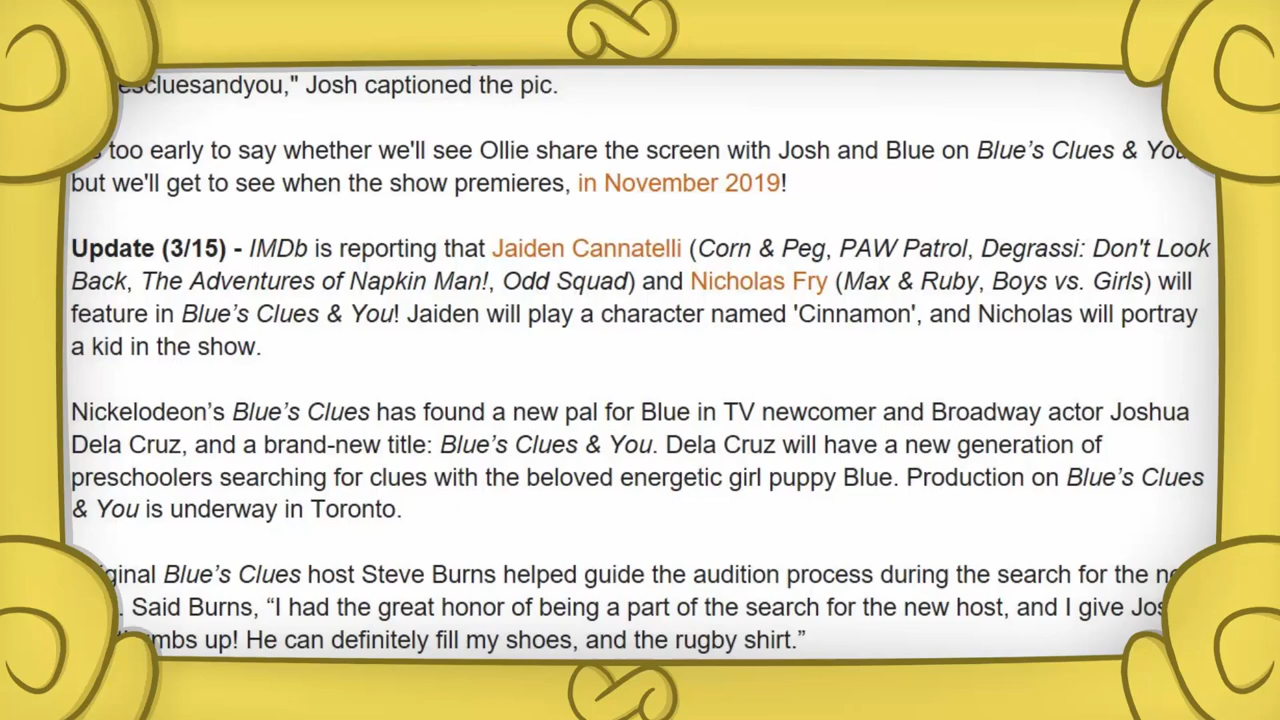 escluesandyou," Josh captioned the pic.
too early to say whether we'll see Ollie share the screen with Josh and Blue on Blue's Clues & You
but we'll get to see when the show premieres, in November 2019!
Update (3/15) - IMDb is reporting that Jaiden Cannatelli (Corn & Peg, PAW Patrol, Degrassi: Don't Look
Back, The Adventures of Napkin Man!, Odd Squad) and Nicholas Fry (Max & Ruby, Boys vs. Girls) will
feature in Blue's Clues & You! Jaiden will play a character named 'Cinnamon', and Nicholas will portray
a kid in the show.
Nickelodeon's Blue's Clues has found a new pal for Blue in TV newcomer and Broadway actor Joshua
Dela Cruz, and a brand-new title: Blue's Clues & You. Dela Cruz will have a new generation of
preschoolers searching for clues with the beloved energetic girl puppy Blue. Production on Blue's Clues
& You is underway in Toronto.
ginal Blue's Clues host Steve Burns helped guide the audition process during the search for the
. Said Burns, “I had the great honor of being a part of the search for the new host, and I give Jos
mbs up! He can definitely fill my shoes, and the rugby shirt.”